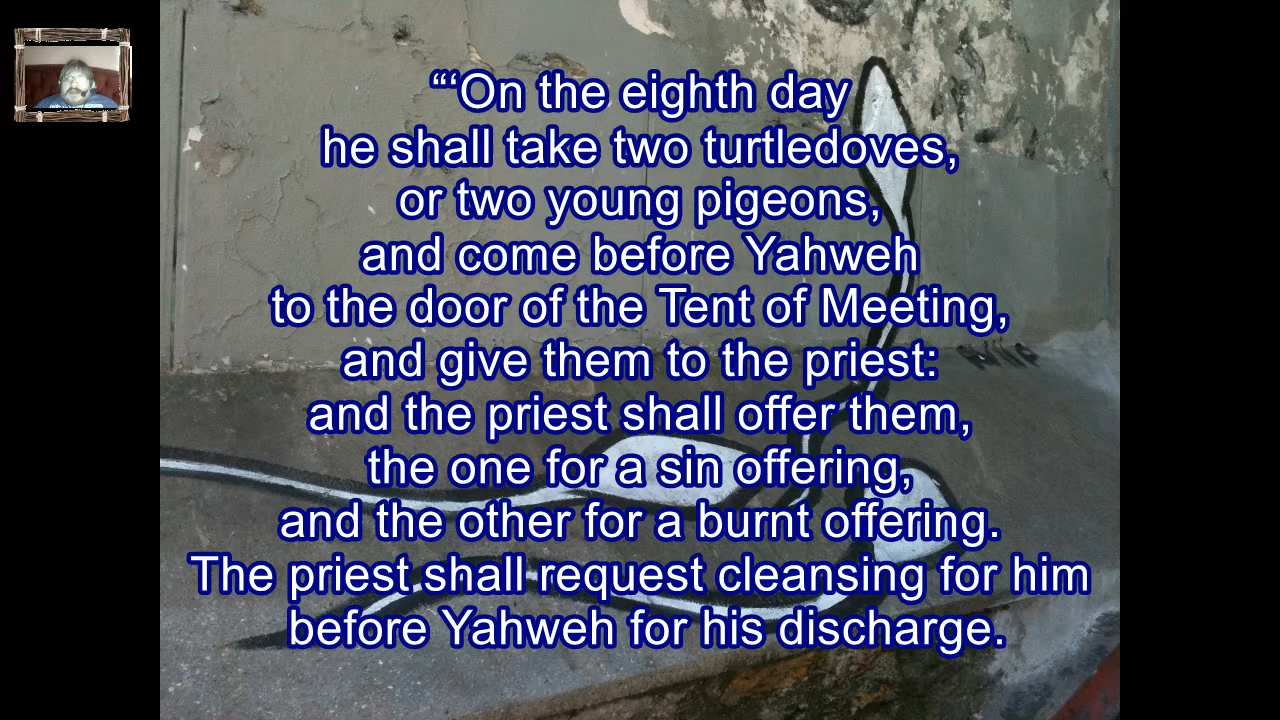 “‘On the eighth day
he shall take two turtledoves,
or two young pigeons,
and come before Yahweh
to the door of the Tent of Meeting,
and give them to the priest:
and the priest shall offer them,
the one for a sin offering,
and the other for a burnt offering.
The priest shall request cleansing for him
before Yahweh for his discharge.